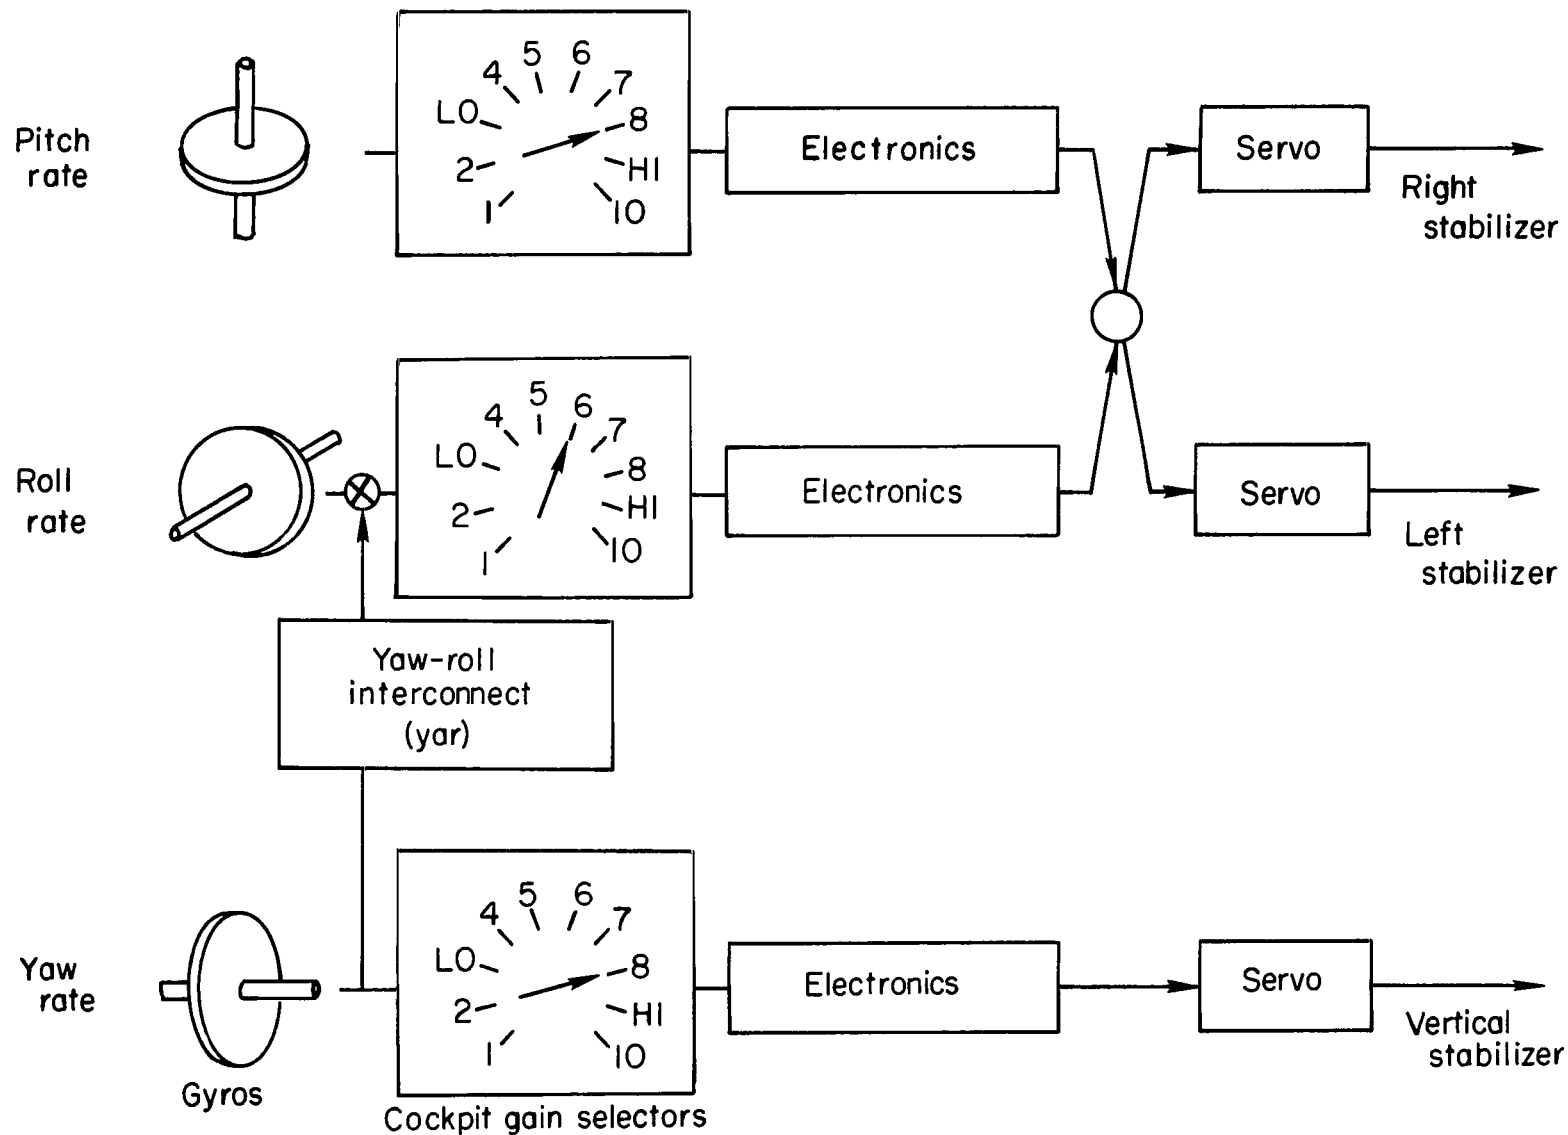 Pitch
rate
1
2
LO
4
5
6
7
8
HI
10
Electronics
Servo
Right
stabilizer
Roll
rate
1
2
LO
4
5
6
7
8
HI
10
Electronics
Servo
Left
stabilizer
Yaw-roll
interconnect
(yar)
Yaw
rate
1
2
LO
4
5
6
7
8
HI
10
Electronics
Servo
Vertical
stabilizer
Gyros
Cockpit gain selectors